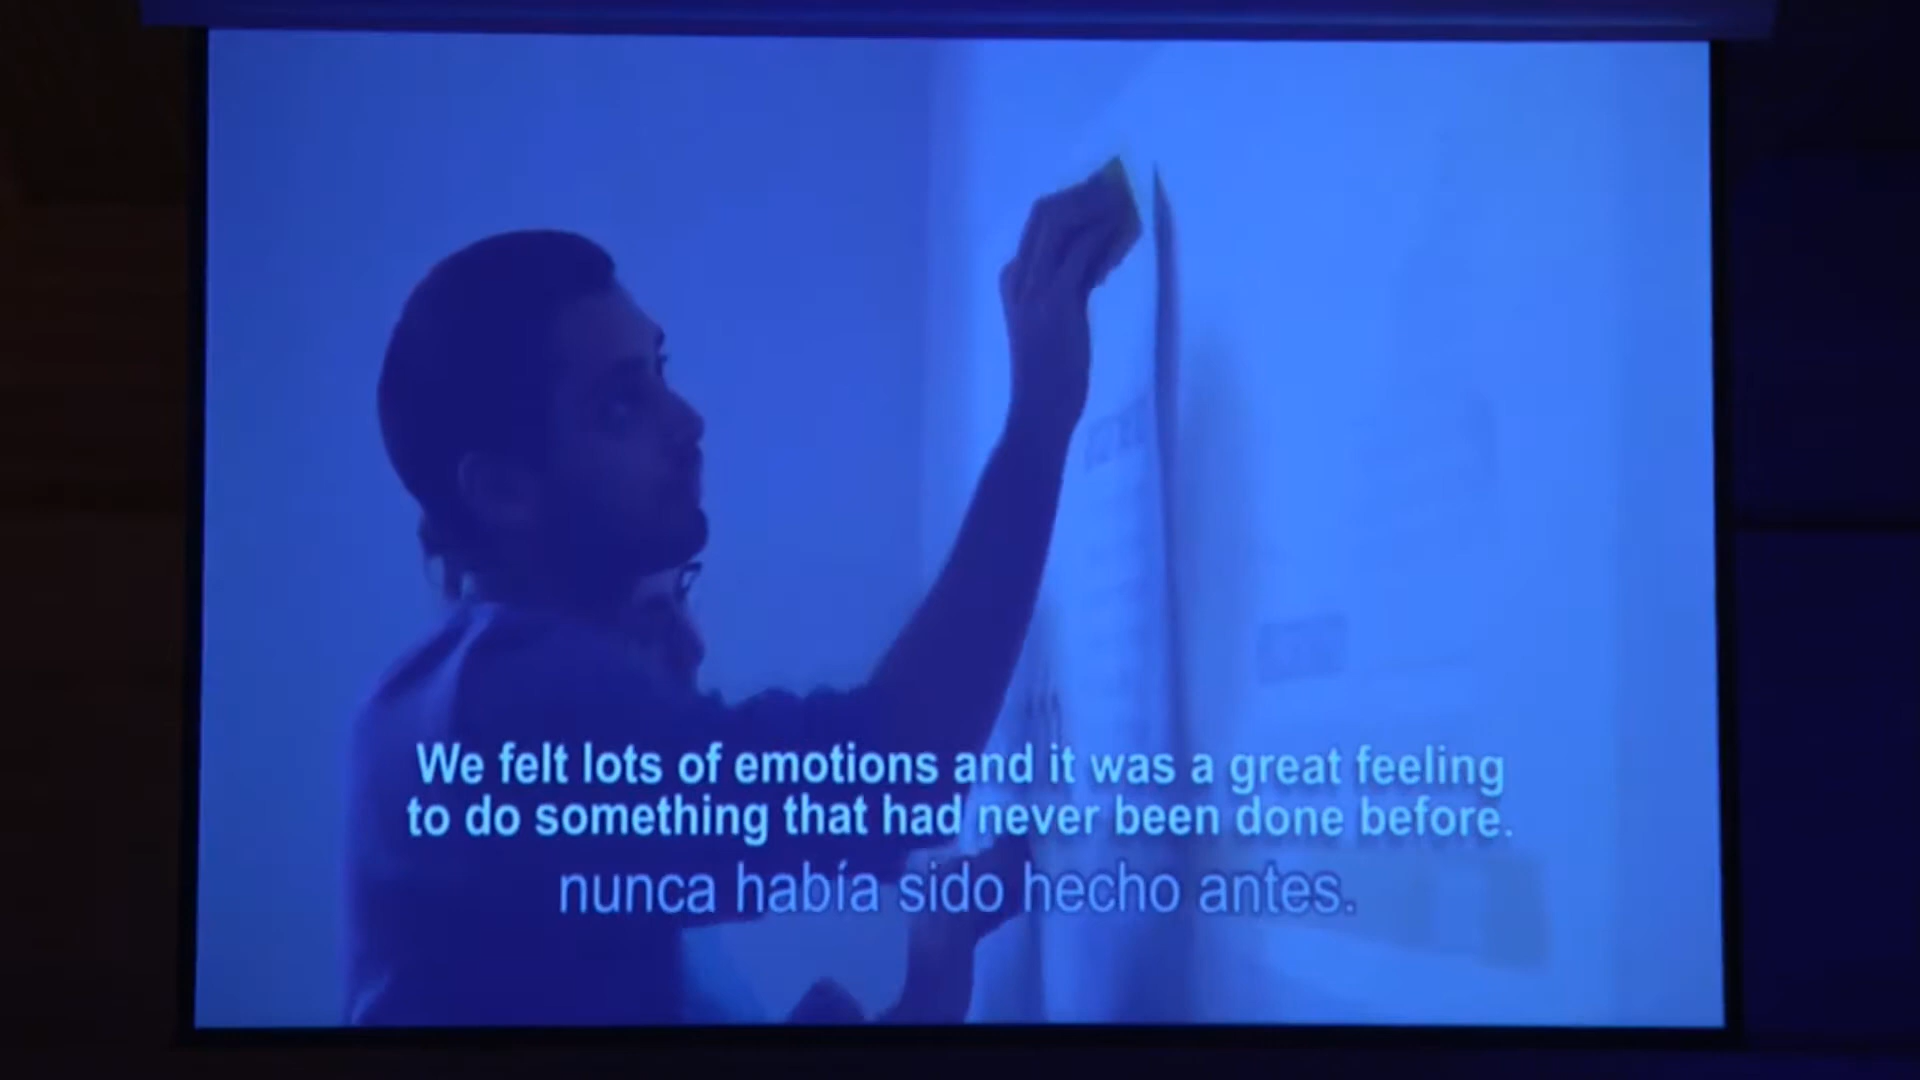 We felt lots of emotions and it was a great feeling
to do something that had never been done before.
nunca había sido hecho antes.